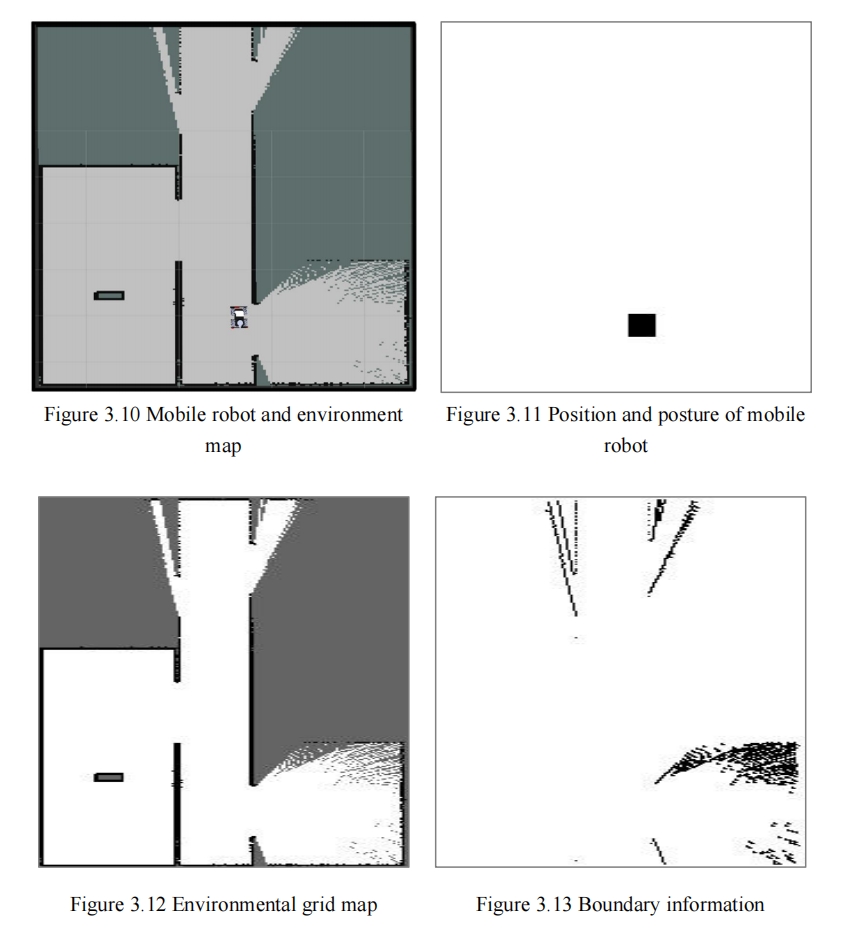 Figure 3.10 Mobile robot and environment
map
Figure 3.11 Position and posture of mobile
robot
Figure 3.12 Environmental grid map
Figure 3.13 Boundary information